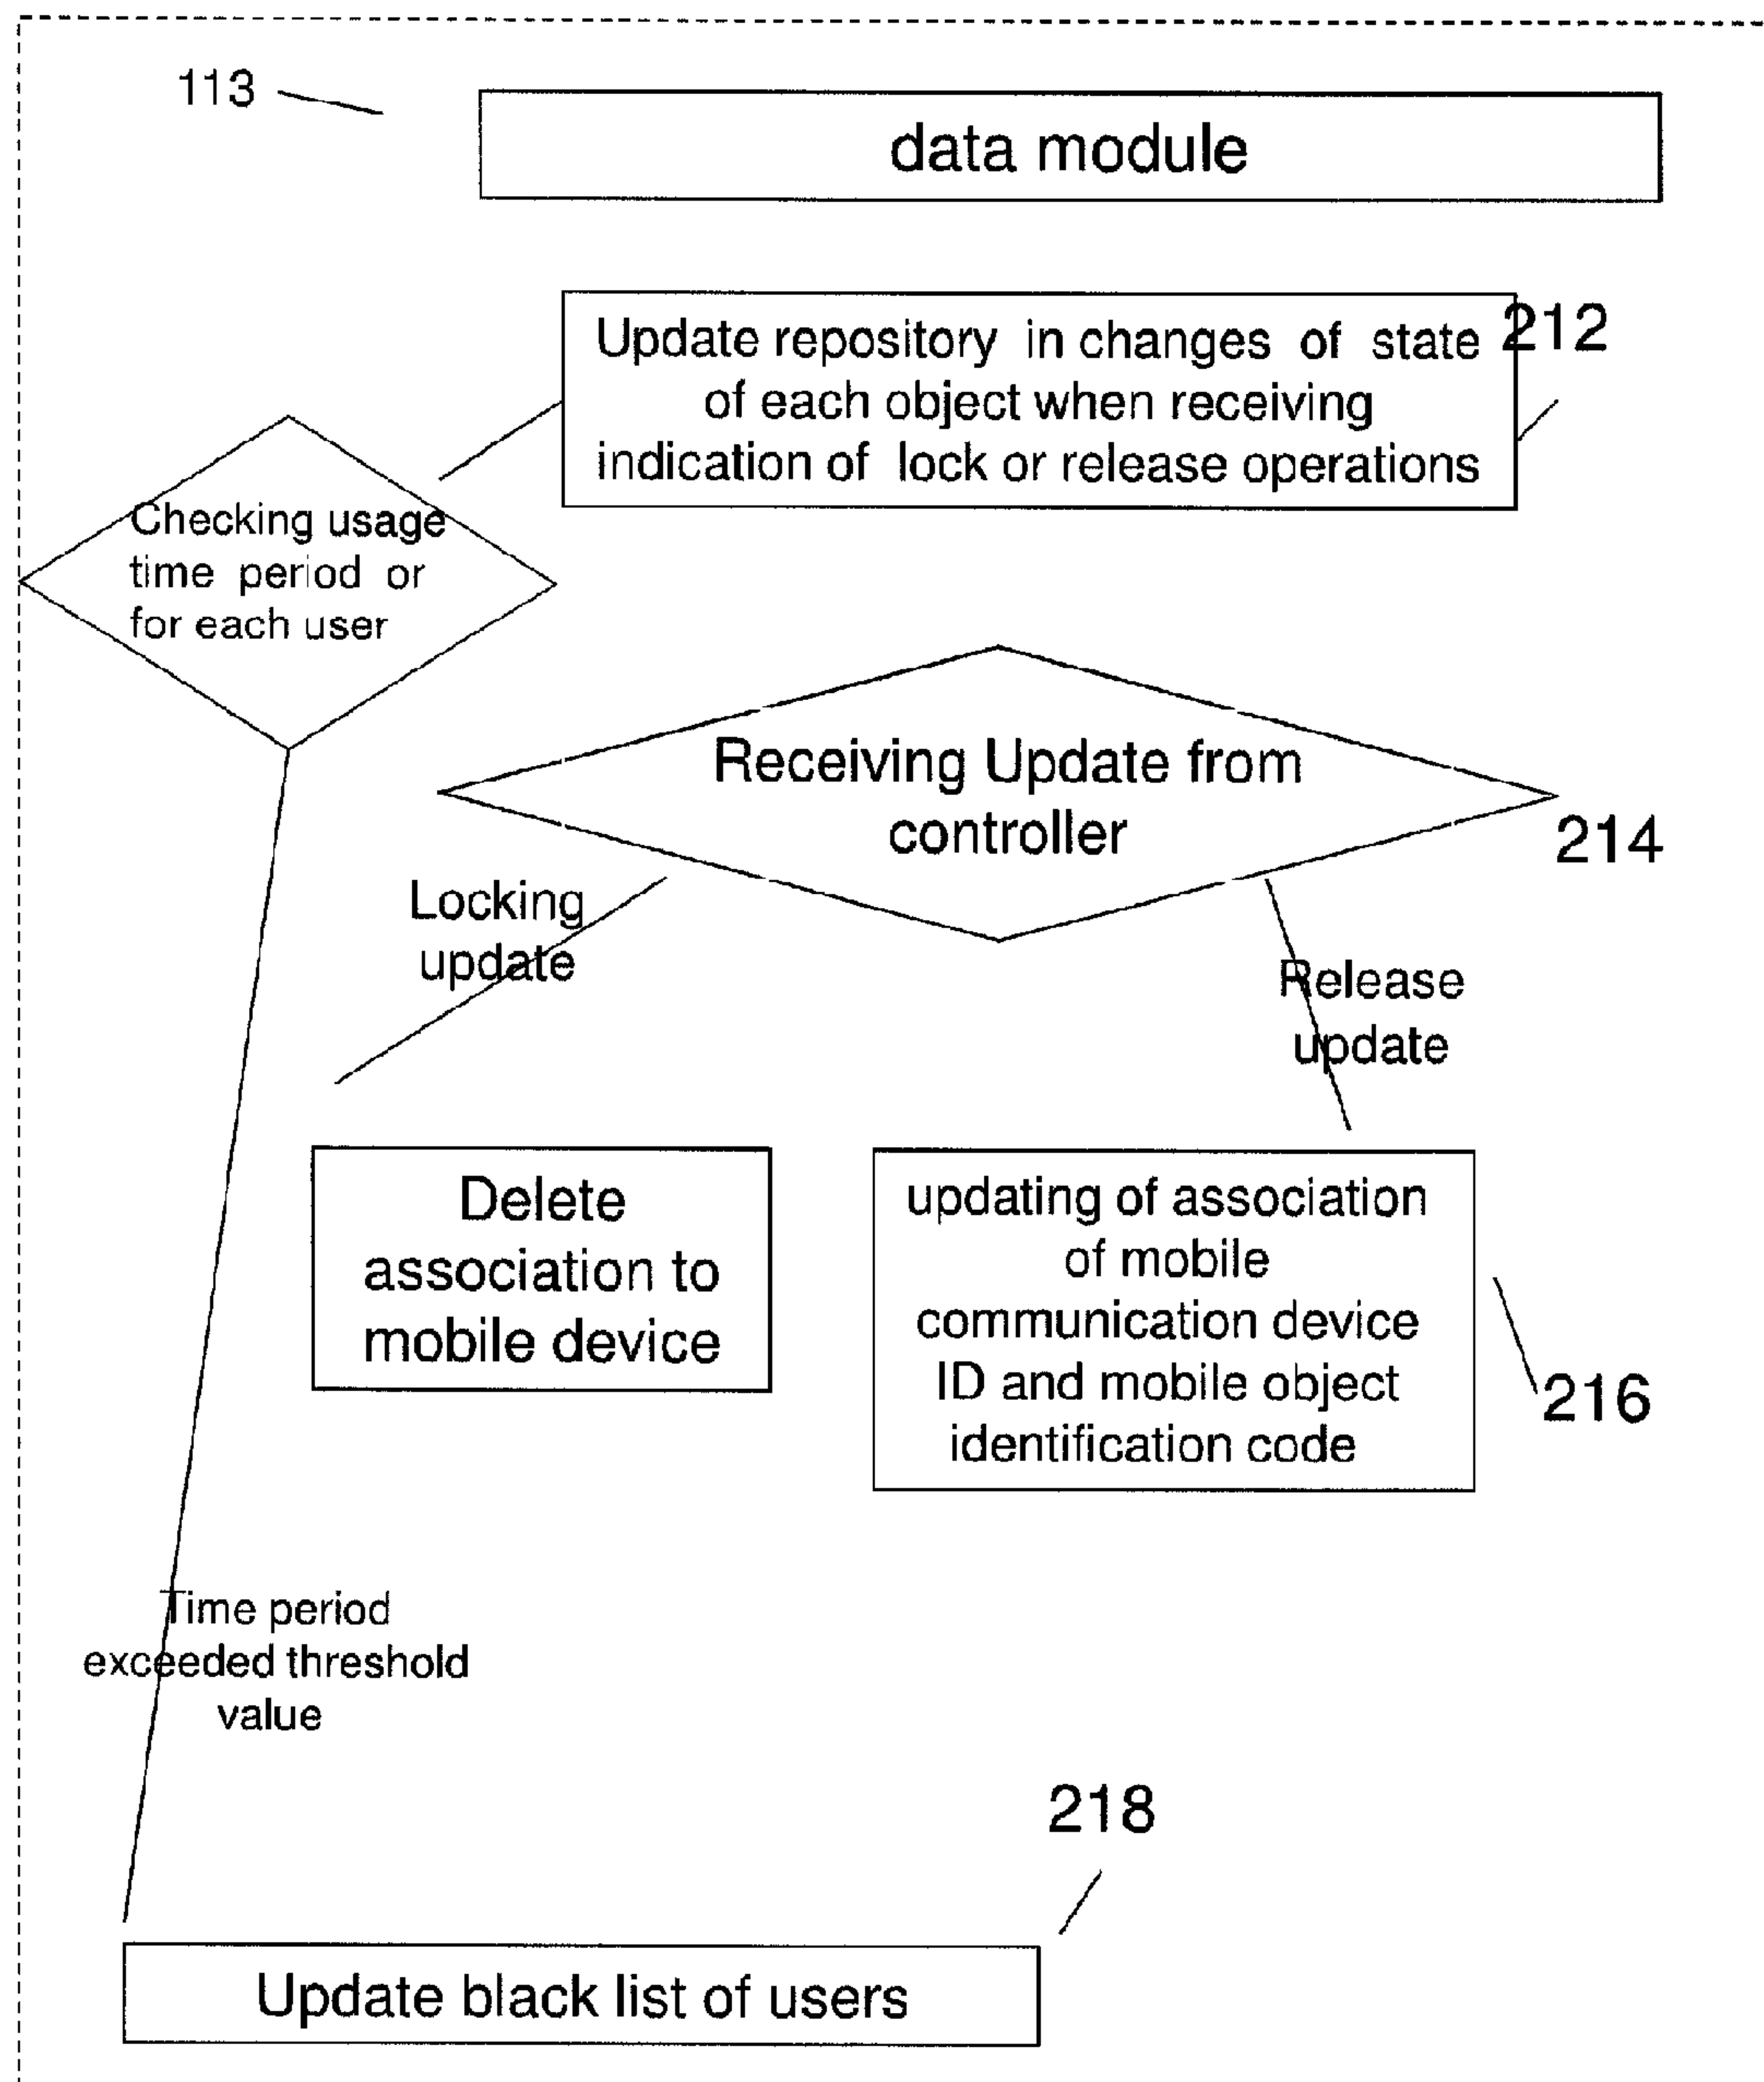 113
data module
Update repository in changes of state
of each object when receiving
indication of lock or release operations
212
Checking usage
time period or
for each user
Receiving Update from
controller
214
Locking
update
Release
update
Delete
association to
mobile device
updating of association
of mobile
communication device
ID and mobile object
identification code
216
Time period
exceeded threshold
value
218
Update black list of users